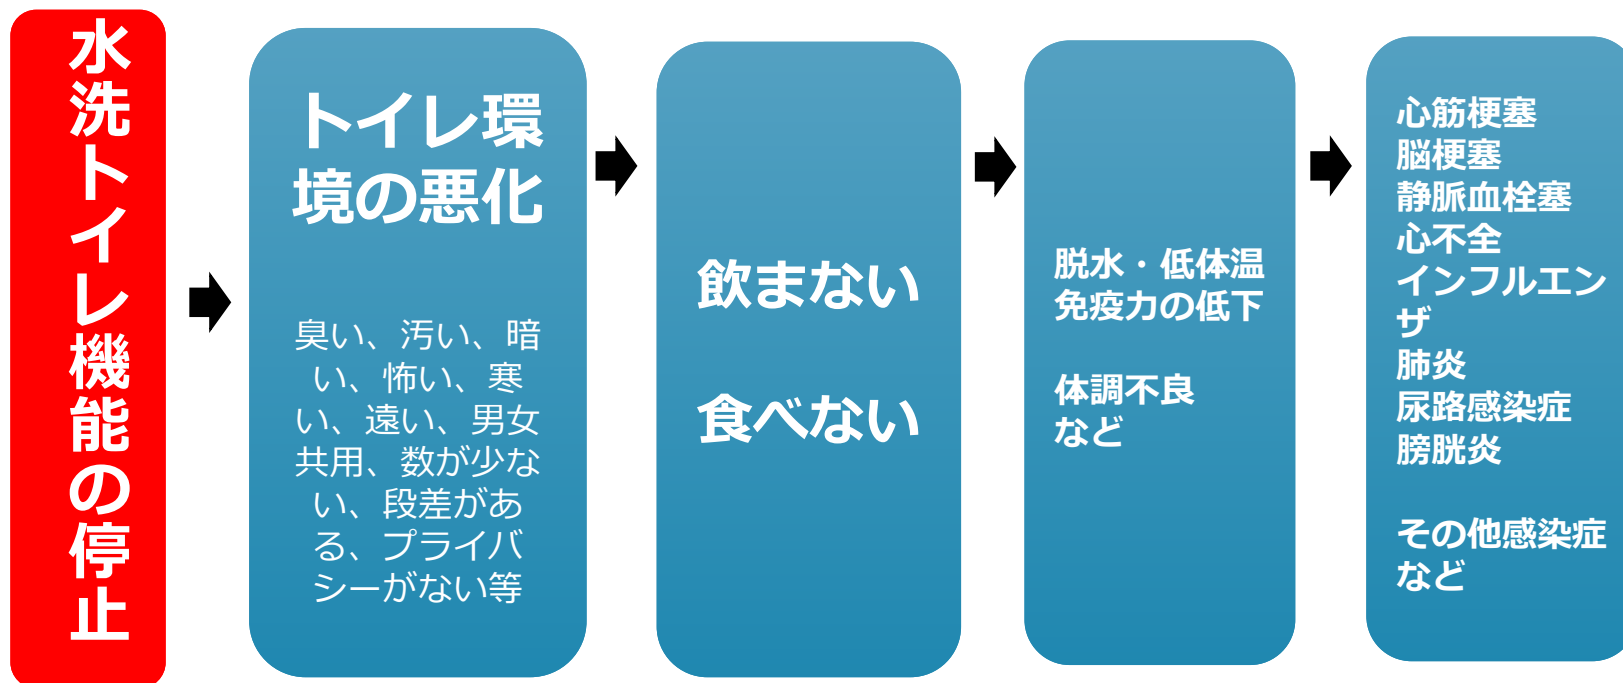 水洗トイレ機能の停止
トイレ環
境の悪化
臭い、汚い、暗
い、怖い、寒
い、遠い、男女
共用、数が少な
い、段差があ
る、プライバ
シーがない等
飲まない
食べない
脱水・低体温
免疫力の低下
体調不良
など
心筋梗塞
脳梗塞
静脈血栓塞
心不全
インフルエン
ザ
肺炎
尿路感染症
膀胱炎
その他感染症
など